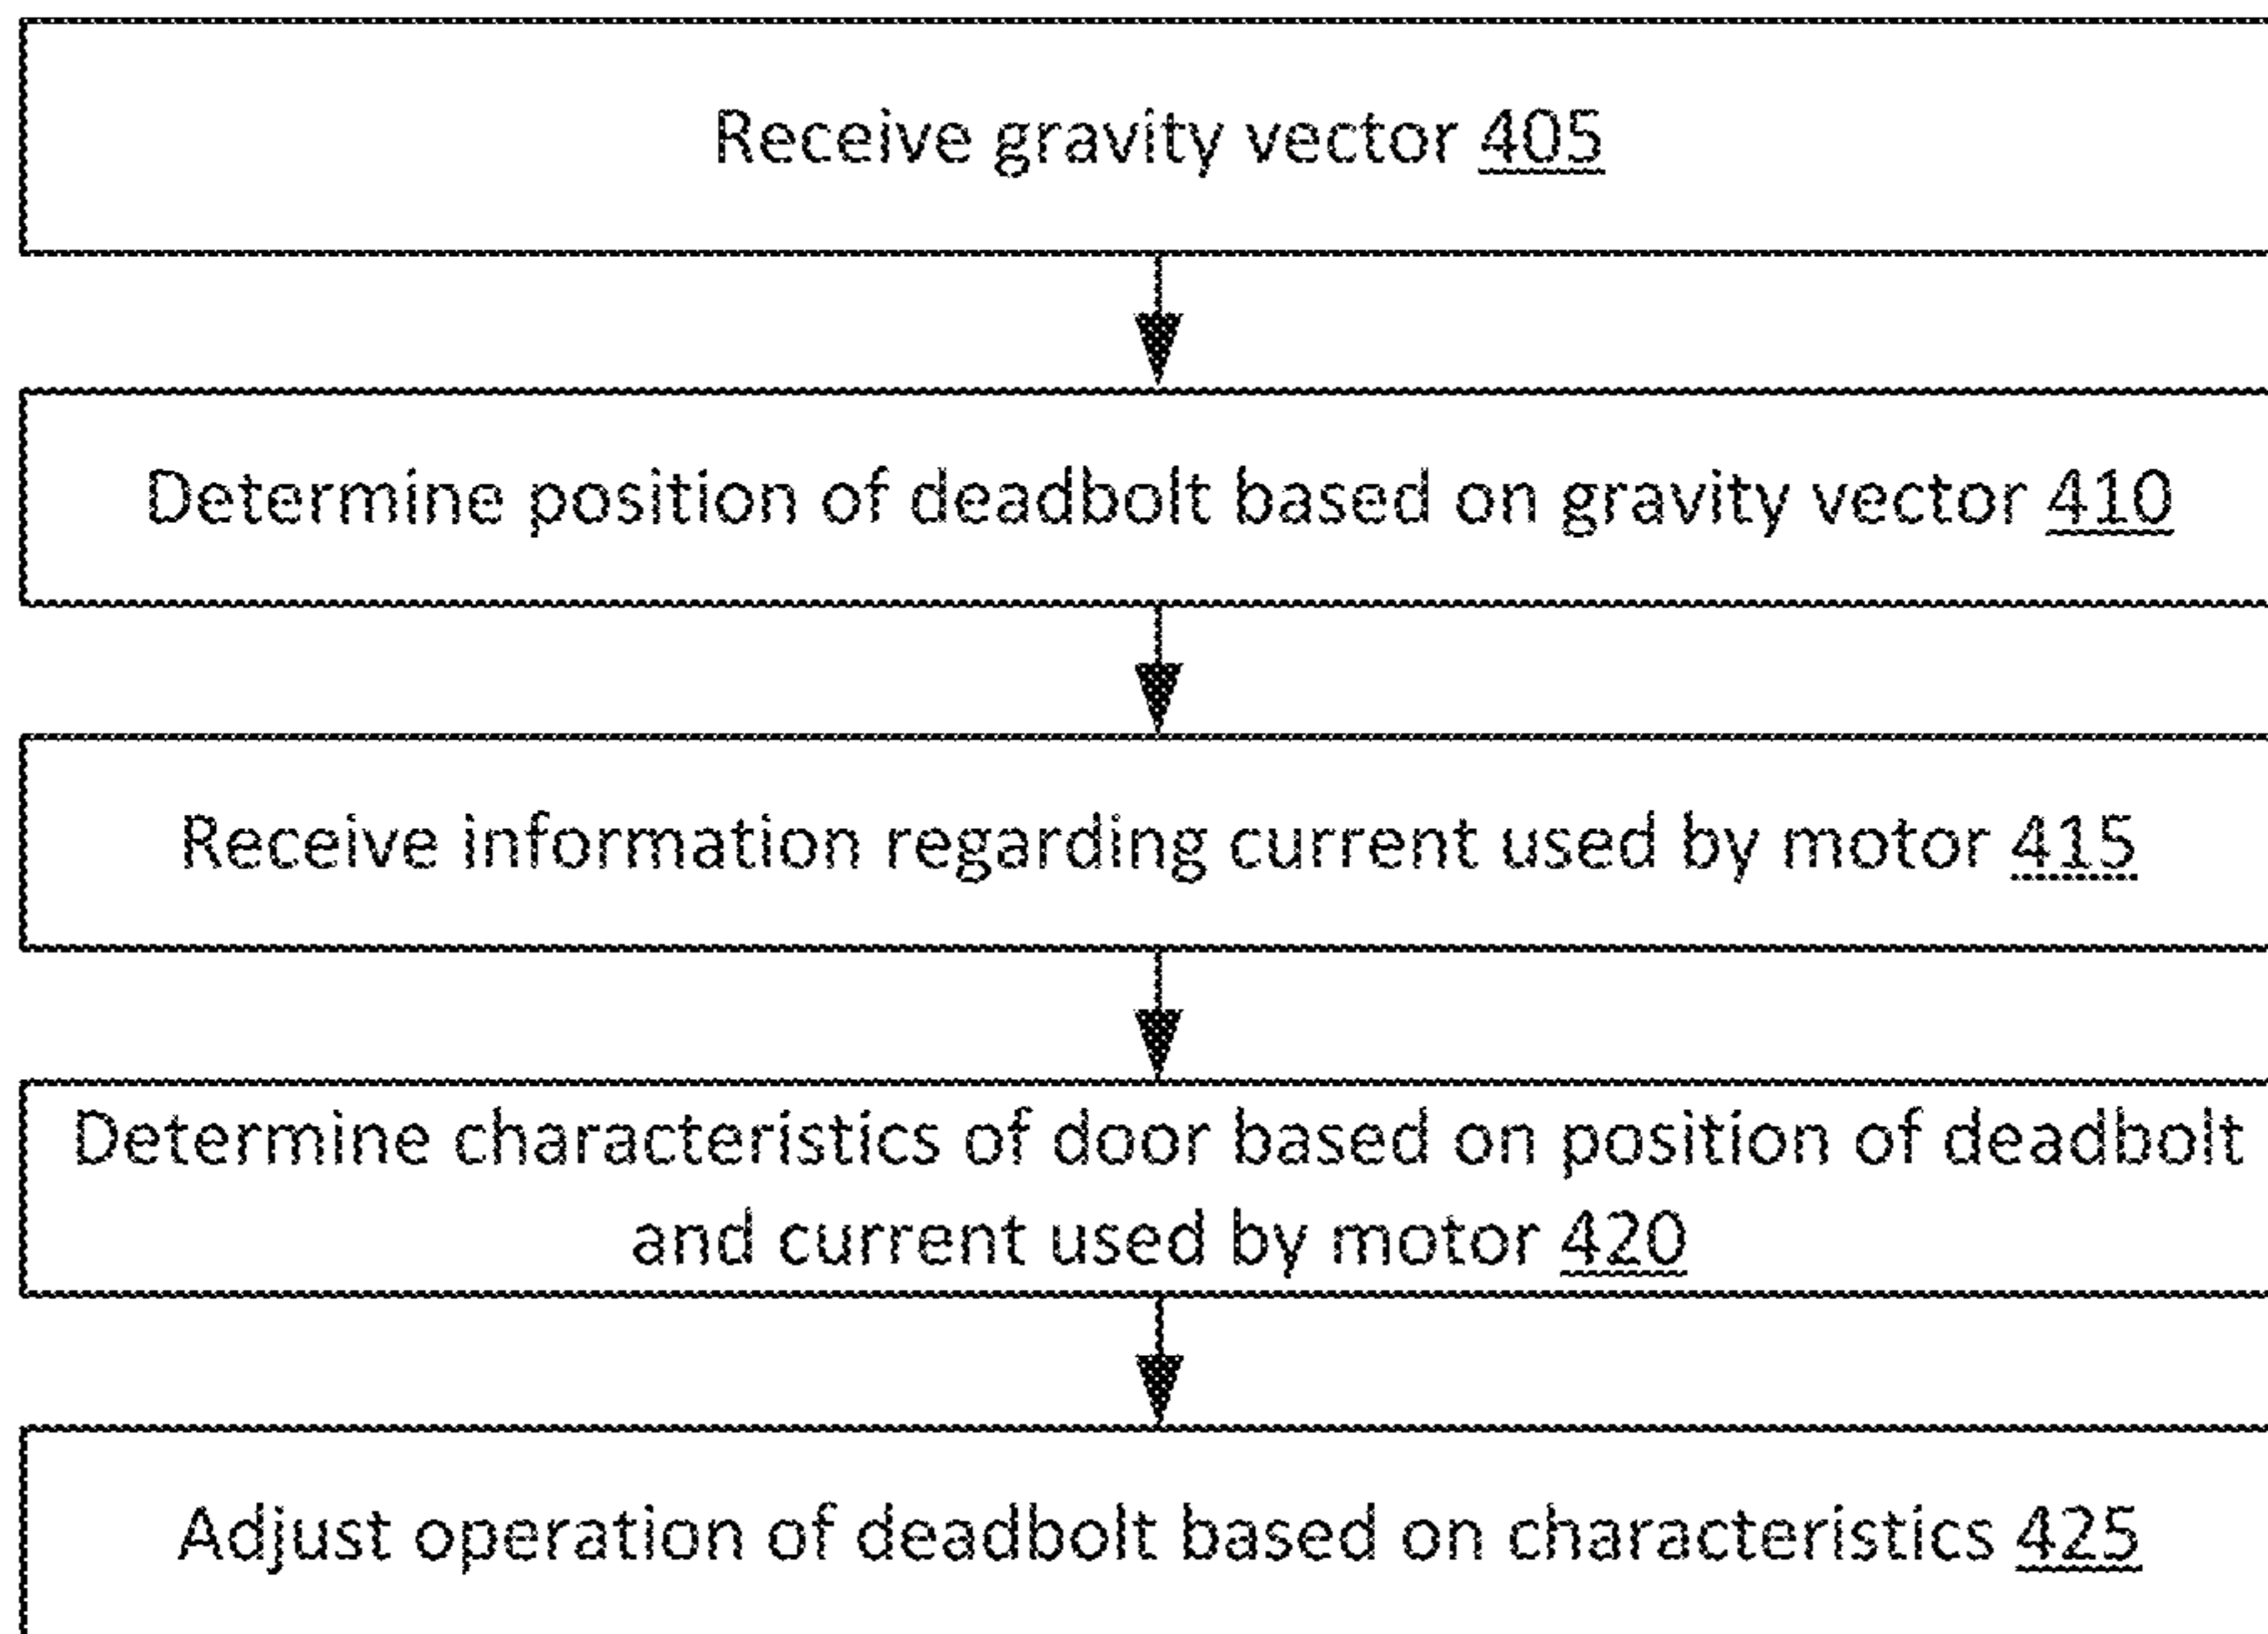 Receive gravity vector 405
Determine position of deadbolt based on gravity vector 410
Receive information regarding current used by motor 415
Determine characteristics of door based on position of deadbolt
and current used by motor 420
Adjust operation of deadbolt based on characteristics 425